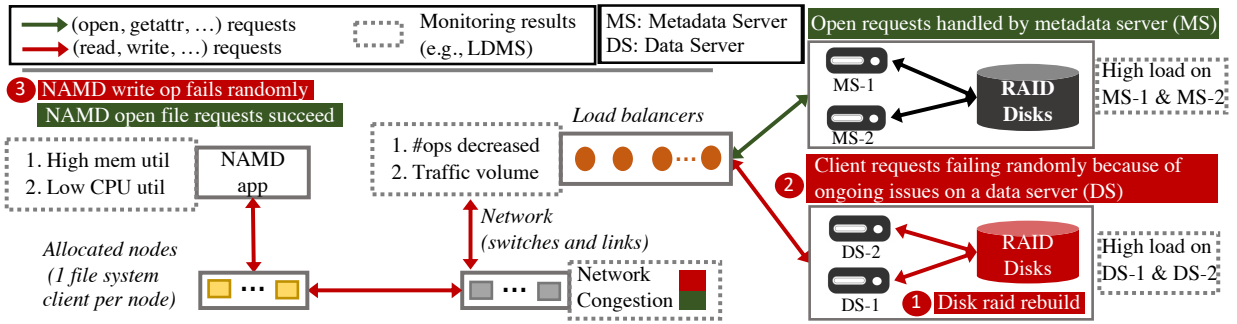 (open, getattr, …) requests
(read, write, …) requests
Monitoring results
(e.g., LDMS)
MS: Metadata Server
DS: Data Server
Open requests handled by metadata server (MS)
MS-1
MS-2
RAID
Disks
High load on
MS-1 & MS-2
3 NAMD write op fails randomly
NAMD open file requests succeed
1. High mem util
2. Low CPU util
NAMD
app
1. #ops decreased
2. Traffic volume
Load balancers
...
2 Client requests failing randomly because of
ongoing issues on a data server (DS)
DS-2
DS-1
RAID
Disks
High load on
DS-1 & DS-2
1 Disk raid rebuild
Network
(switches and links)
Allocated nodes
(1 file system
client per node)
...
...
Network
Congestion